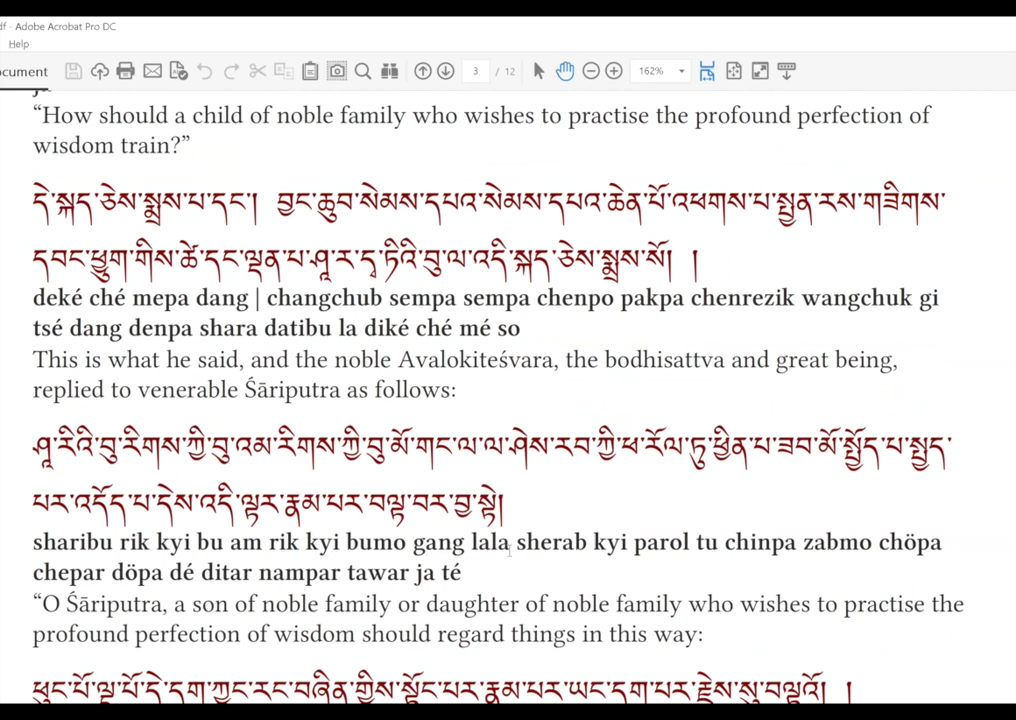 df - Adobe Acrobat Pro DC
Help
ocument
3 / 12
162%
“How should a child of noble family who wishes to practise the profound perfection of
wisdom train?”
དེ་སྐད་ཅེས་སྨྲས་པ་དང་། བྱང་ཆུབ་སེམས་དཔའ་སེམས་དཔའ་ཆེན་པོ་འཕགས་པ་སྤྱན་རས་གཟིགས་
དབང་ཕྱུག་གིས་ཚེ་དང་ལྡན་པ་ཤཱ་ར་དྭ་ཏིའི་བུ་ལ་འདི་སྐད་ཅེས་སྨྲས་སོ། །
deké ché mepa dang | changchub sempa sempa chenpo pakpa chenrezik wangchuk gi
tsé dang denpa shara datibu la diké ché mé so
This is what he said, and the noble Avalokiteśvara, the bodhisattva and great being,
replied to venerable Śāriputra as follows:
ཤཱ་རིའི་བུ་རིགས་ཀྱི་བུ་འམ་རིགས་ཀྱི་བུ་མོ་གང་ལ་ལ་ཤེས་རབ་ཀྱི་ཕ་རོལ་ཏུ་ཕྱིན་པ་ཟབ་མོ་སྤྱོད་པ་སྤྱད་
པར་འདོད་པ་དེས་འདི་ལྟར་རྣམ་པར་བལྟ་བར་བྱ་སྟེ།
sharibu rik kyi bu am rik kyi bumo gang lala sherab kyi parol tu chinpa zabmo chöpa
chepar döpa dé ditar nampar tawar ja té
“O Śāriputra, a son of noble family or daughter of noble family who wishes to practise the
profound perfection of wisdom should regard things in this way:
ཕུང་པོ་ལྔ་པོ་དེ་དག་ཀྱང་རང་བཞིན་གྱིས་སྟོང་པར་རྣམ་པར་ཡང་དག་པར་རྗེས་སུ་བལྟའོ། །